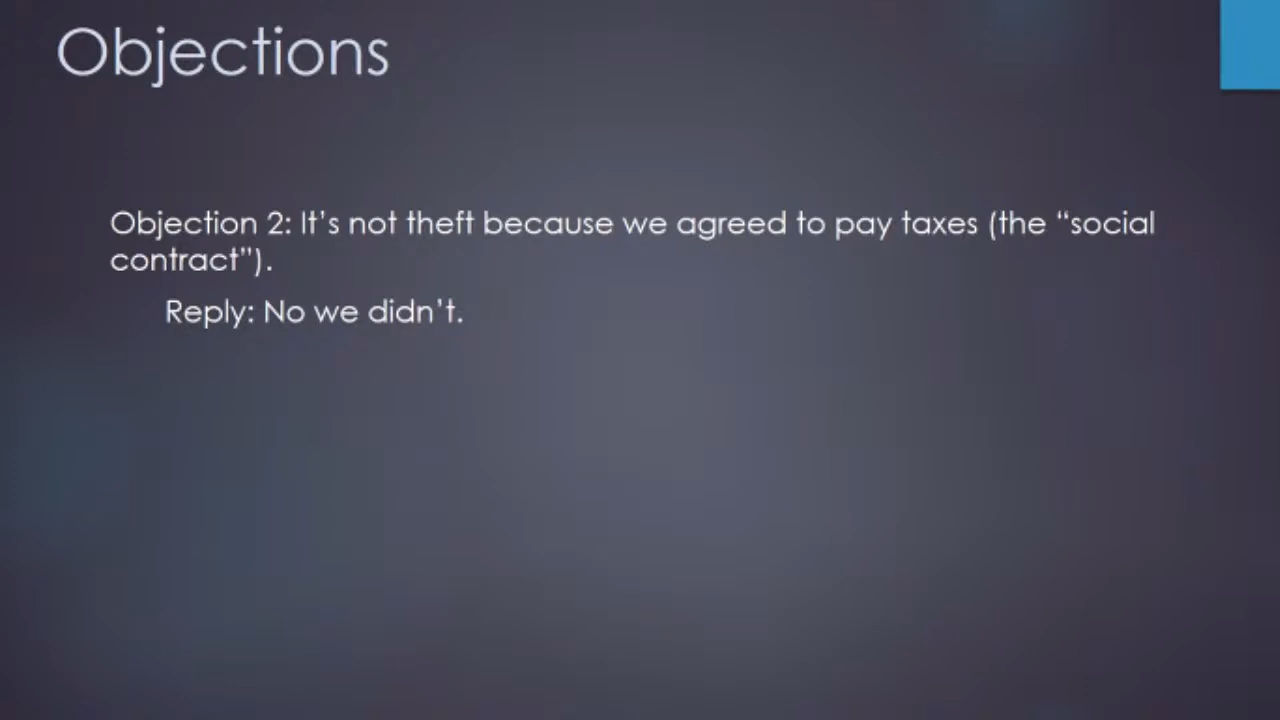 Objections
Objection 2: It’s not theft because we agreed to pay taxes (the “social
contract”).
Reply: No we didn’t.